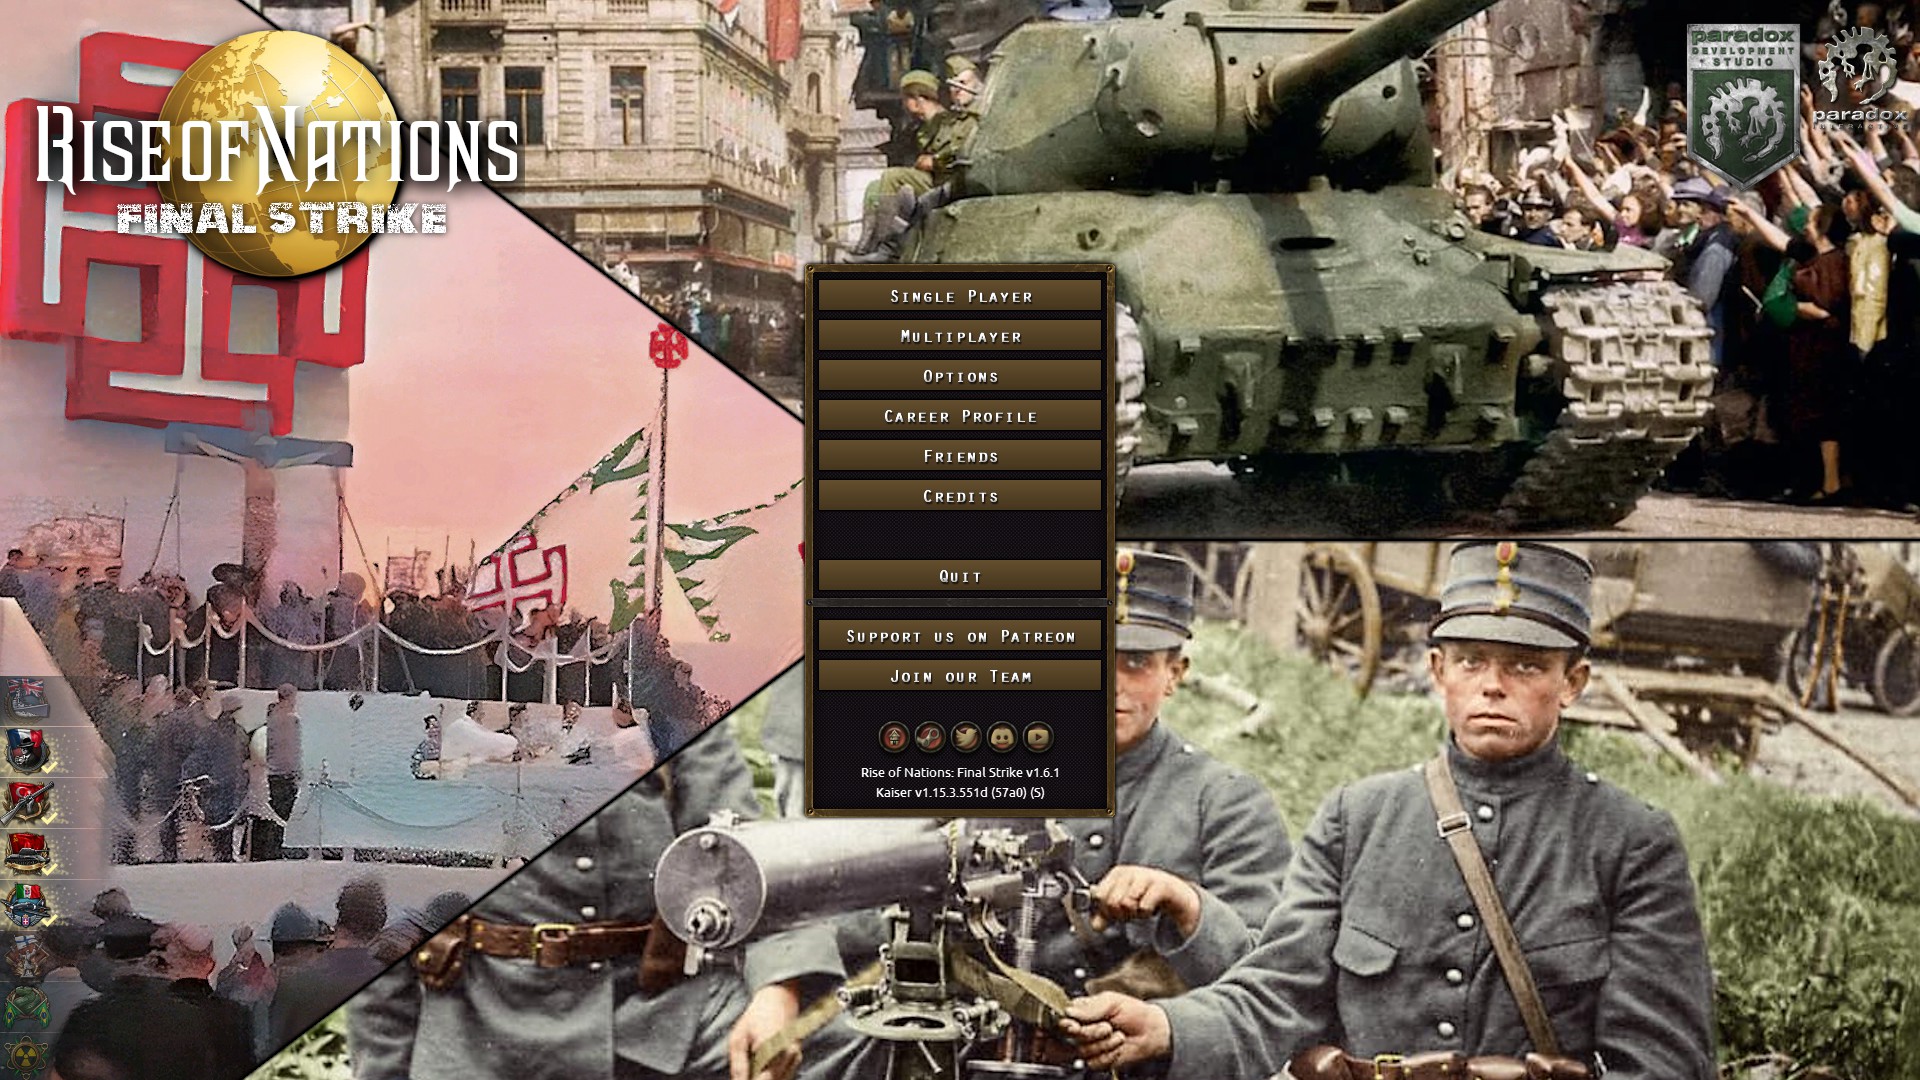 RISE OF NATIONS
FINAL STRIKE
paradox
DEVELOPMENT
STUDIO
paradox
INTERACTIVE
Single Player
Multiplayer
Options
Career Profile
Friends
Credits
Quit
Support us on Patreon
Join our Team
Rise of Nations: Final Strike v1.6.1
Kaiser v1.15.3.551d (57a0) (S)